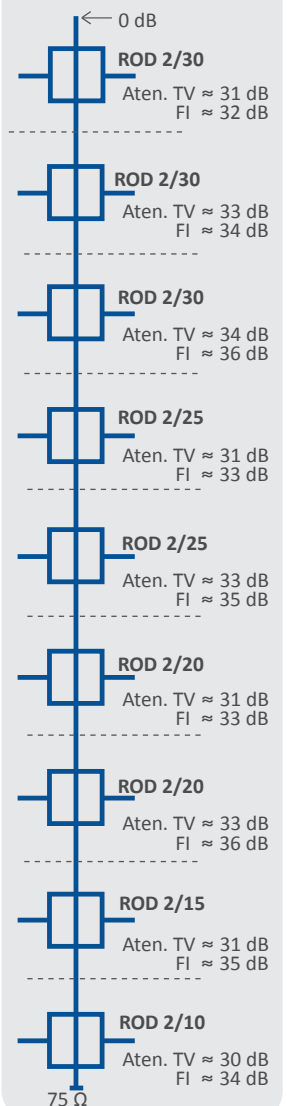 0 dB
ROD 2/30
Aten. TV ≈ 31 dB
FI ≈ 32 dB
ROD 2/30
Aten. TV ≈ 33 dB
FI ≈ 34 dB
ROD 2/30
Aten. TV ≈ 34 dB
FI ≈ 36 dB
ROD 2/25
Aten. TV ≈ 31 dB
FI ≈ 33 dB
ROD 2/25
Aten. TV ≈ 33 dB
FI ≈ 35 dB
ROD 2/20
Aten. TV ≈ 31 dB
FI ≈ 33 dB
ROD 2/20
Aten. TV ≈ 33 dB
FI ≈ 36 dB
ROD 2/15
Aten. TV ≈ 31 dB
FI ≈ 35 dB
ROD 2/10
Aten. TV ≈ 30 dB
FI ≈ 34 dB
75 Ω